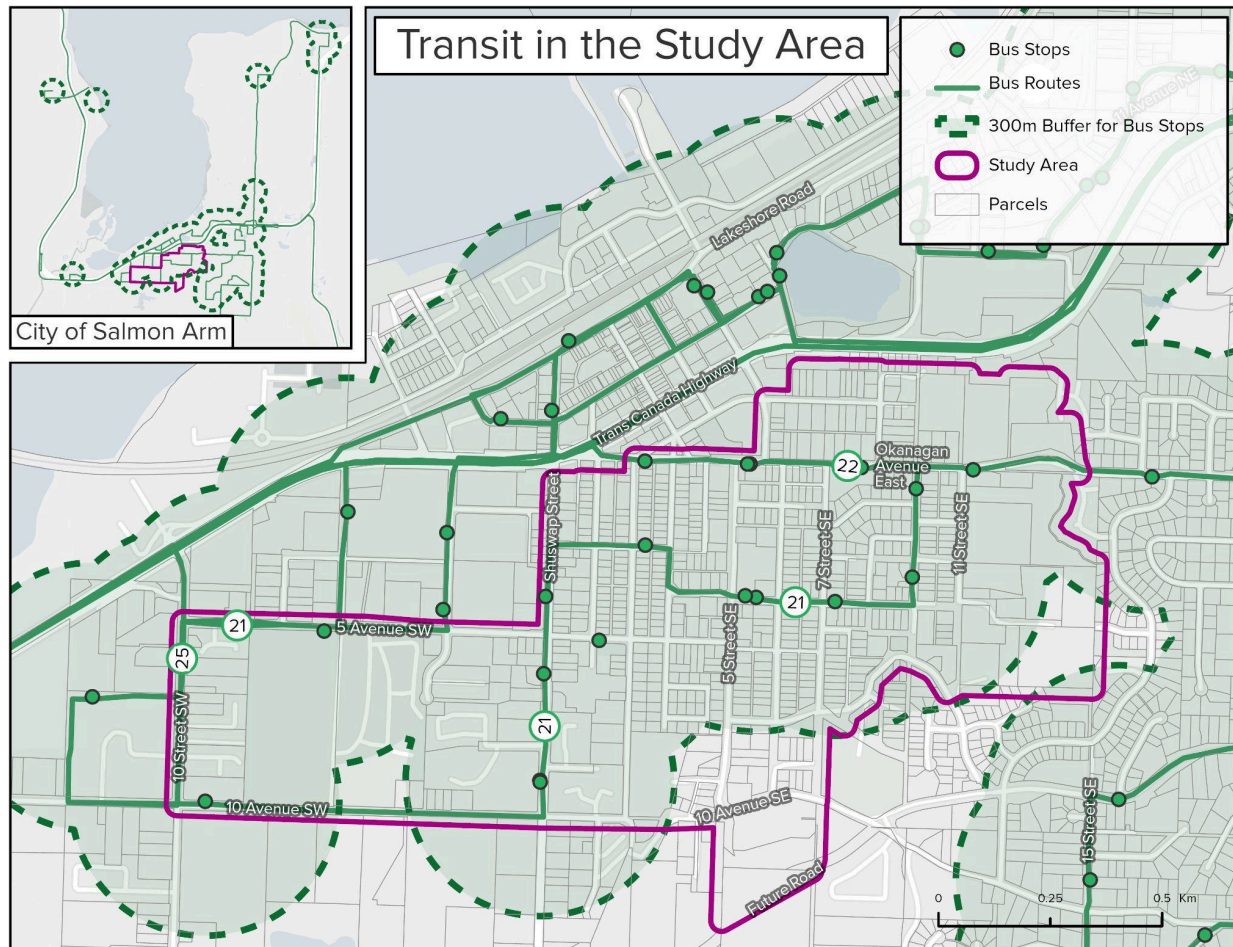 Transit in the Study Area
City of Salmon Arm
Bus Stops
Bus Routes
300m Buffer for Bus Stops
Study Area
Parcels
11 Avenue NE
Lakeshore Road
Trans Canada Highway
22
Okanagan
Avenue
East
Shuswap Street
7 Street SE
11 Street SE
21
5 Avenue SW
21
5 Street SE
25
10 Street SW
21
10 Avenue SW
10 Avenue SE
Future Road
15 Street SE
0 0.25 0.5 Km